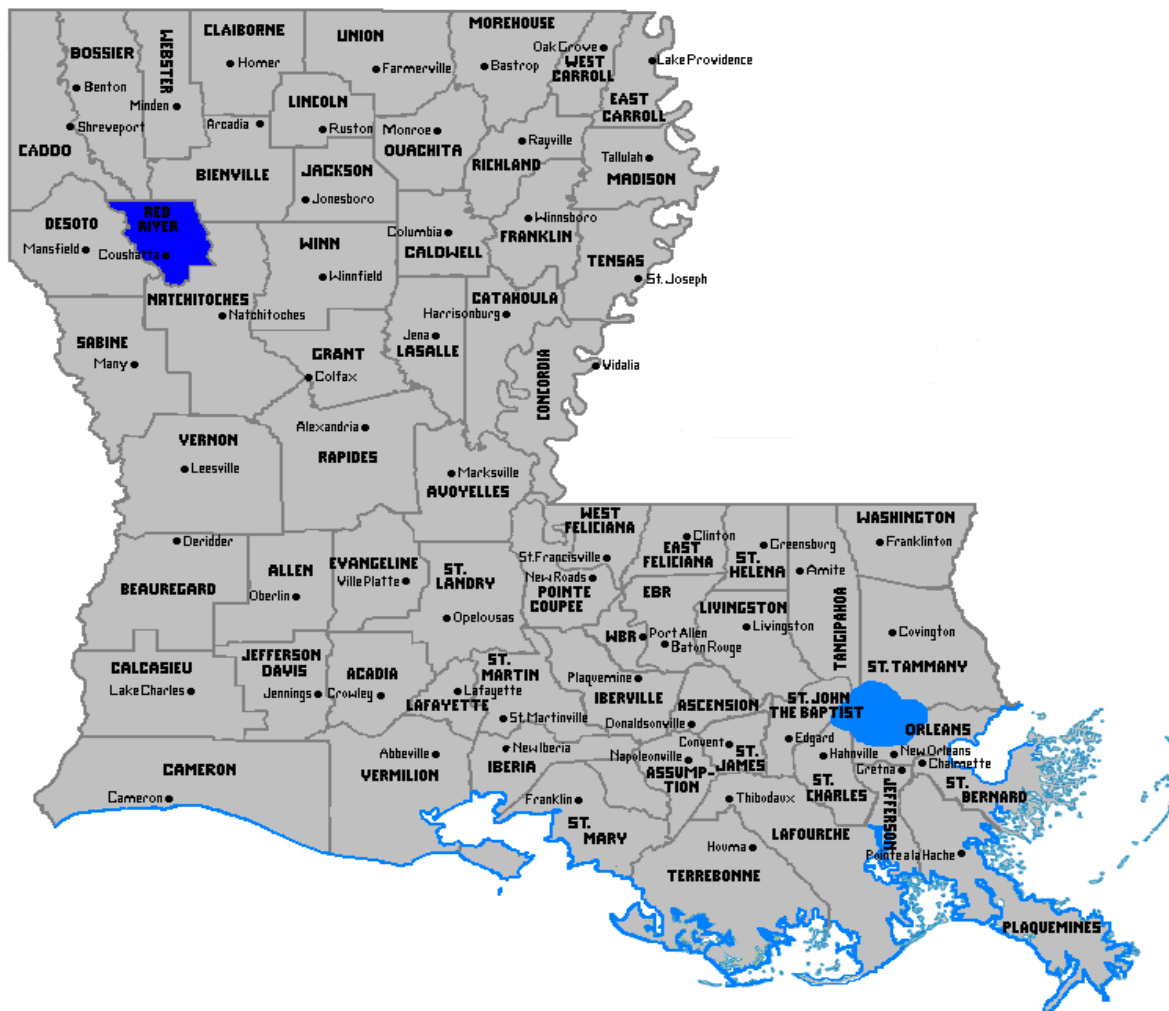 MOREHOUSE
CLAIBORNE
UNION
WEBSTER
BOSSIER
Oak Grove
WEST
CARROLL
Lake Providence
Homer
Farmerville
Bastrop
Benton
EAST
CARROLL
Minden
LINCOLN
Shreveport
Arcadia
Ruston
Monroe
Rayville
CADDO
OUACHITA
RICHLAND
Tallulah
MADISON
BIENVILLE
JACKSON
Jonesboro
RED
RIVER
DESOTO
Winnsboro
FRANKLIN
Columbia
CALDWELL
Mansfield
Coushatta
WINN
Winnfield
TENSAS
St. Joseph
NATCHITOCHES
Natchitoches
CATAHOULA
Harrisonburg
SABINE
Many
GRANT
Colfax
Jena
LASALLE
CONCORDIA
Vidalia
VERNON
Leesville
Alexandria
RAPIDES
Marksville
AVOYELLES
WEST
FELICIANA
WASHINGTON
Franklinton
Deridder
St. Francisville
Clinton
EAST
FELICIANA
Greensburg
ST.
HELENA
Amite
BEAUREGARD
ALLEN
Oberlin
EVANGELINE
Ville Platte
ST.
LANDRY
Opelousas
New Roads
POINTE
COUPEE
EBR
LIVINGSTON
Livingston
TANGIPAHOA
Covington
ST. TAMMANY
WBR
Port Allen
Baton Rouge
CALCASIEU
Lake Charles
JEFFERSON
DAVIS
Jennings
ACADIA
Crowley
LAFAYETTE
Lafayette
ST.
MARTIN
St. Martinville
Plaquemine
IBERVILLE
ASCENSION
Donaldsonville
ST. JOHN
THE BAPTIST
Edgard
ORLEANS
New Orleans
Chalmette
Hahnville
Gretna
Convent
ST.
JAMES
Napoleonville
ASSUMP-
TION
CAMERON
Cameron
Abbeville
VERMILION
New Iberia
IBERIA
Franklin
ST.
MARY
Thibodaux
ST.
CHARLES
JEFFERSON
ST.
BERNARD
LAFOURCHE
Houma
TERREBONNE
Pointe a la Hache
PLAQUEMINES